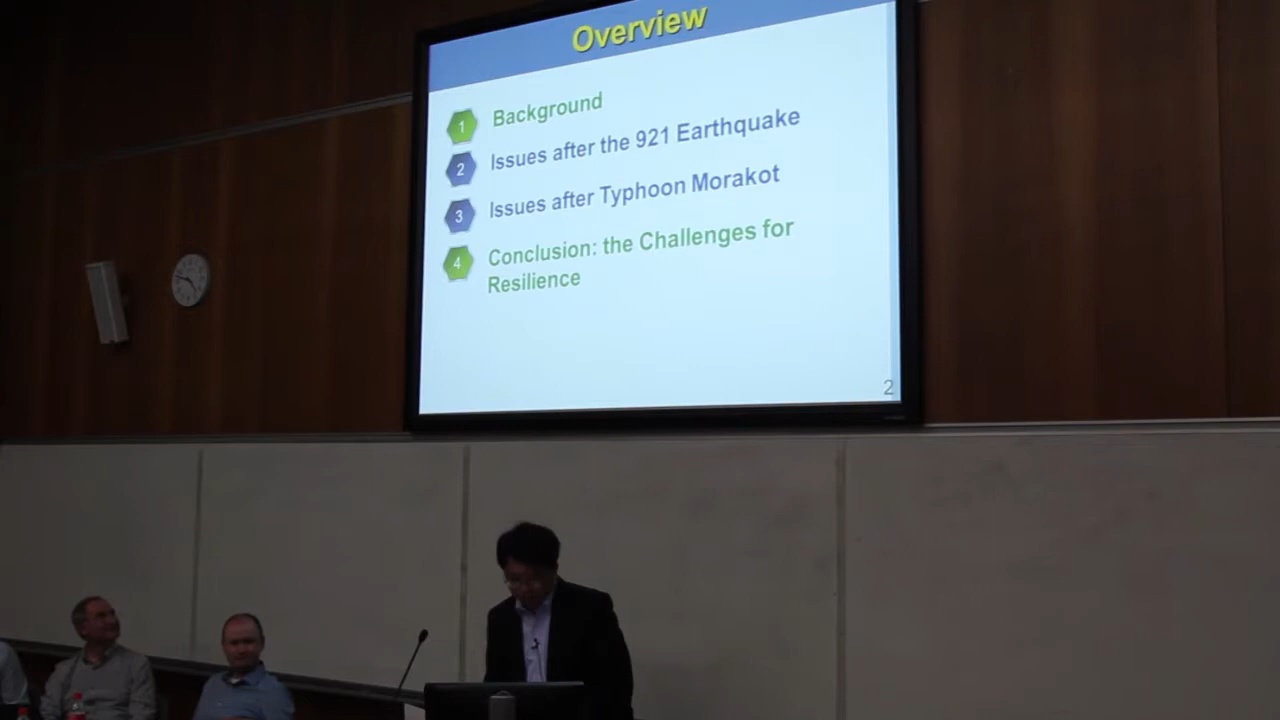 Overview
1 Background
2 Issues after the 921 Earthquake
3 Issues after Typhoon Morakot
4 Conclusion: the Challenges for
Resilience
2